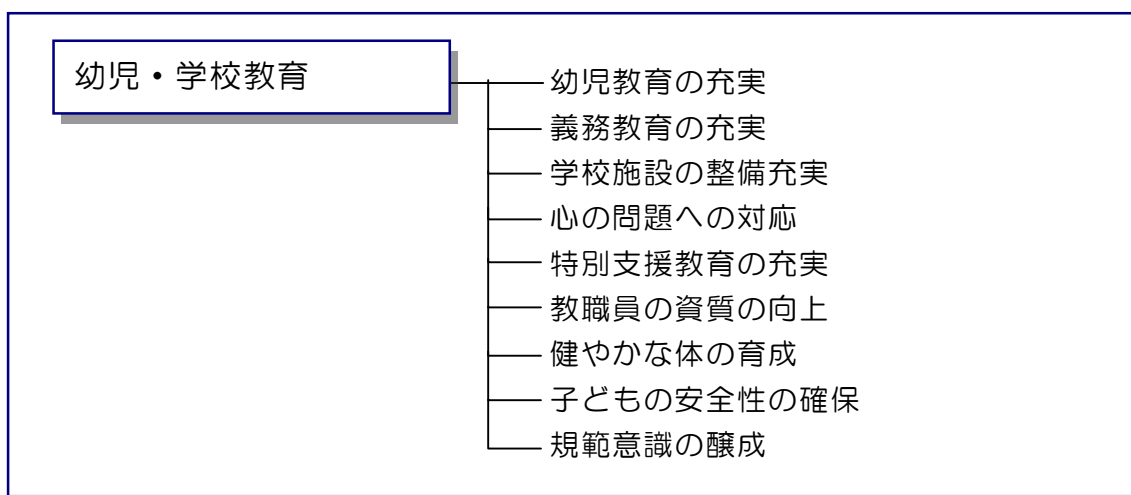 幼児・学校教育
幼児教育の充実
義務教育の充実
学校施設の整備充実
心の問題への対応
特別支援教育の充実
教職員の資質の向上
健やかな体の育成
子どもの安全性の確保
規範意識の醸成